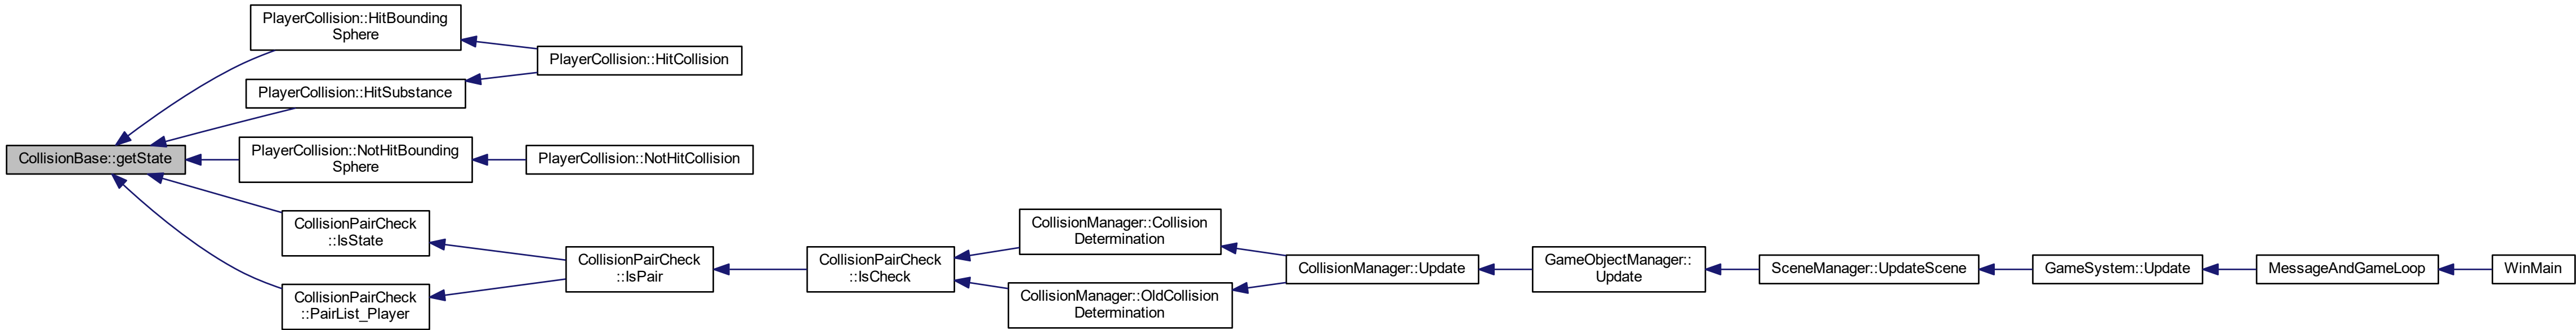 CollisionBase::getState
PlayerCollision::HitBounding
Sphere
PlayerCollision::HitSubstance
PlayerCollision::HitCollision
PlayerCollision::NotHitBounding
Sphere
PlayerCollision::NotHitCollision
CollisionPairCheck
::IsState
CollisionPairCheck
::PairList_Player
CollisionPairCheck
::IsPair
CollisionPairCheck
::IsCheck
CollisionManager::Collision
Determination
CollisionManager::OldCollision
Determination
CollisionManager::Update
GameObjectManager::
Update
SceneManager::UpdateScene
GameSystem::Update
MessageAndGameLoop
WinMain